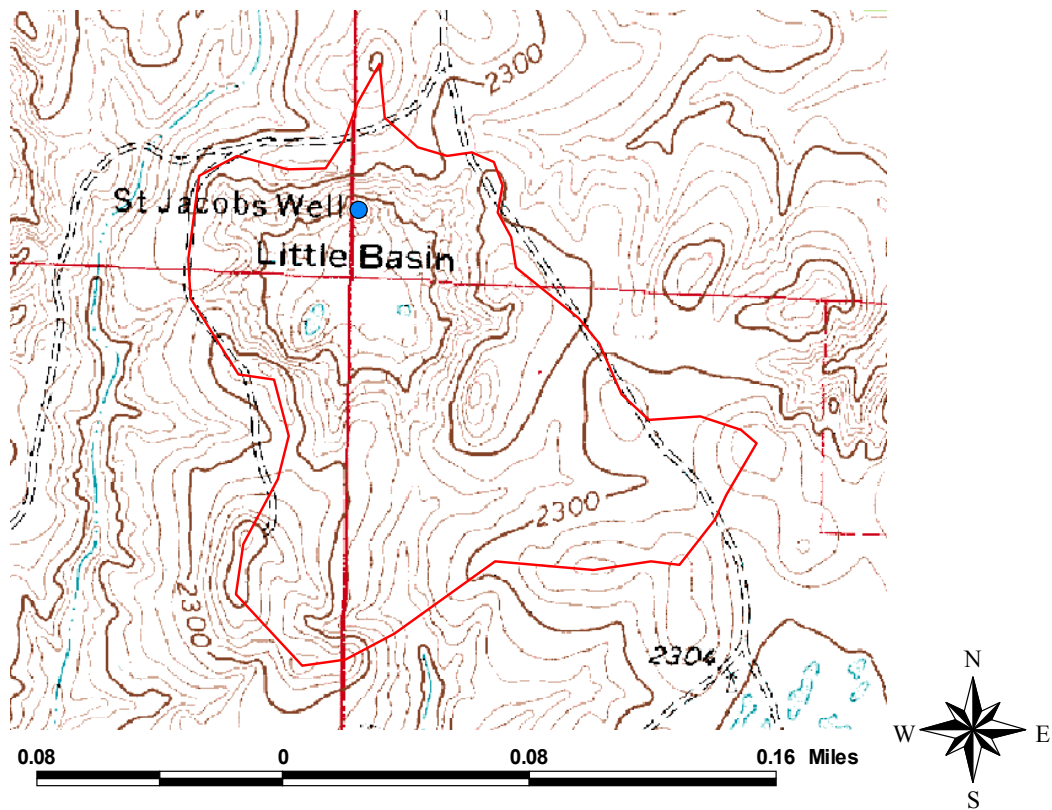 2300
St Jacobs Well
Little Basin
2300
2300
2304
N
W E
S
0.08 0 0.08 0.16 Miles